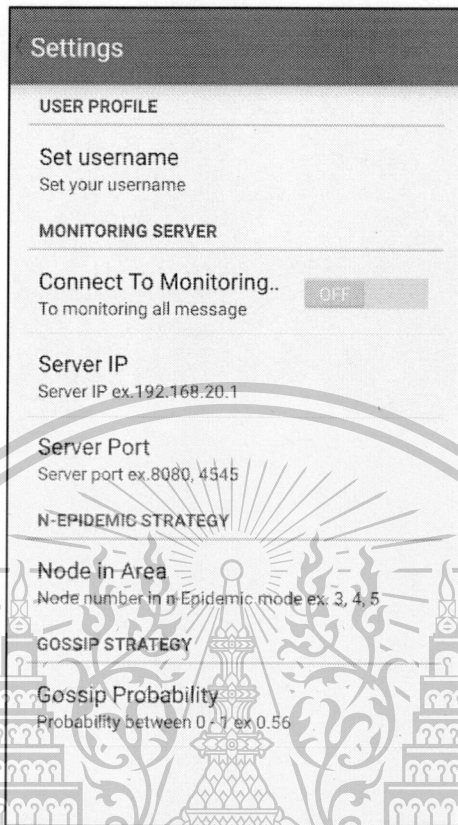 Settings
USER PROFILE
Set username
Set your username
MONITORING SERVER
Connect To Monitoring..
OFF
To monitoring all message
Server IP
Server IP ex.192.168.20.1
Server Port
Server port ex.8080, 4545
N-EPIDEMIC STRATEGY
Node in Area
Node number in n-Epidemic mode ex. 3, 4, 5
GOSSIP STRATEGY
Gossip Probability
Probability between 0 - 1 ex 0.56